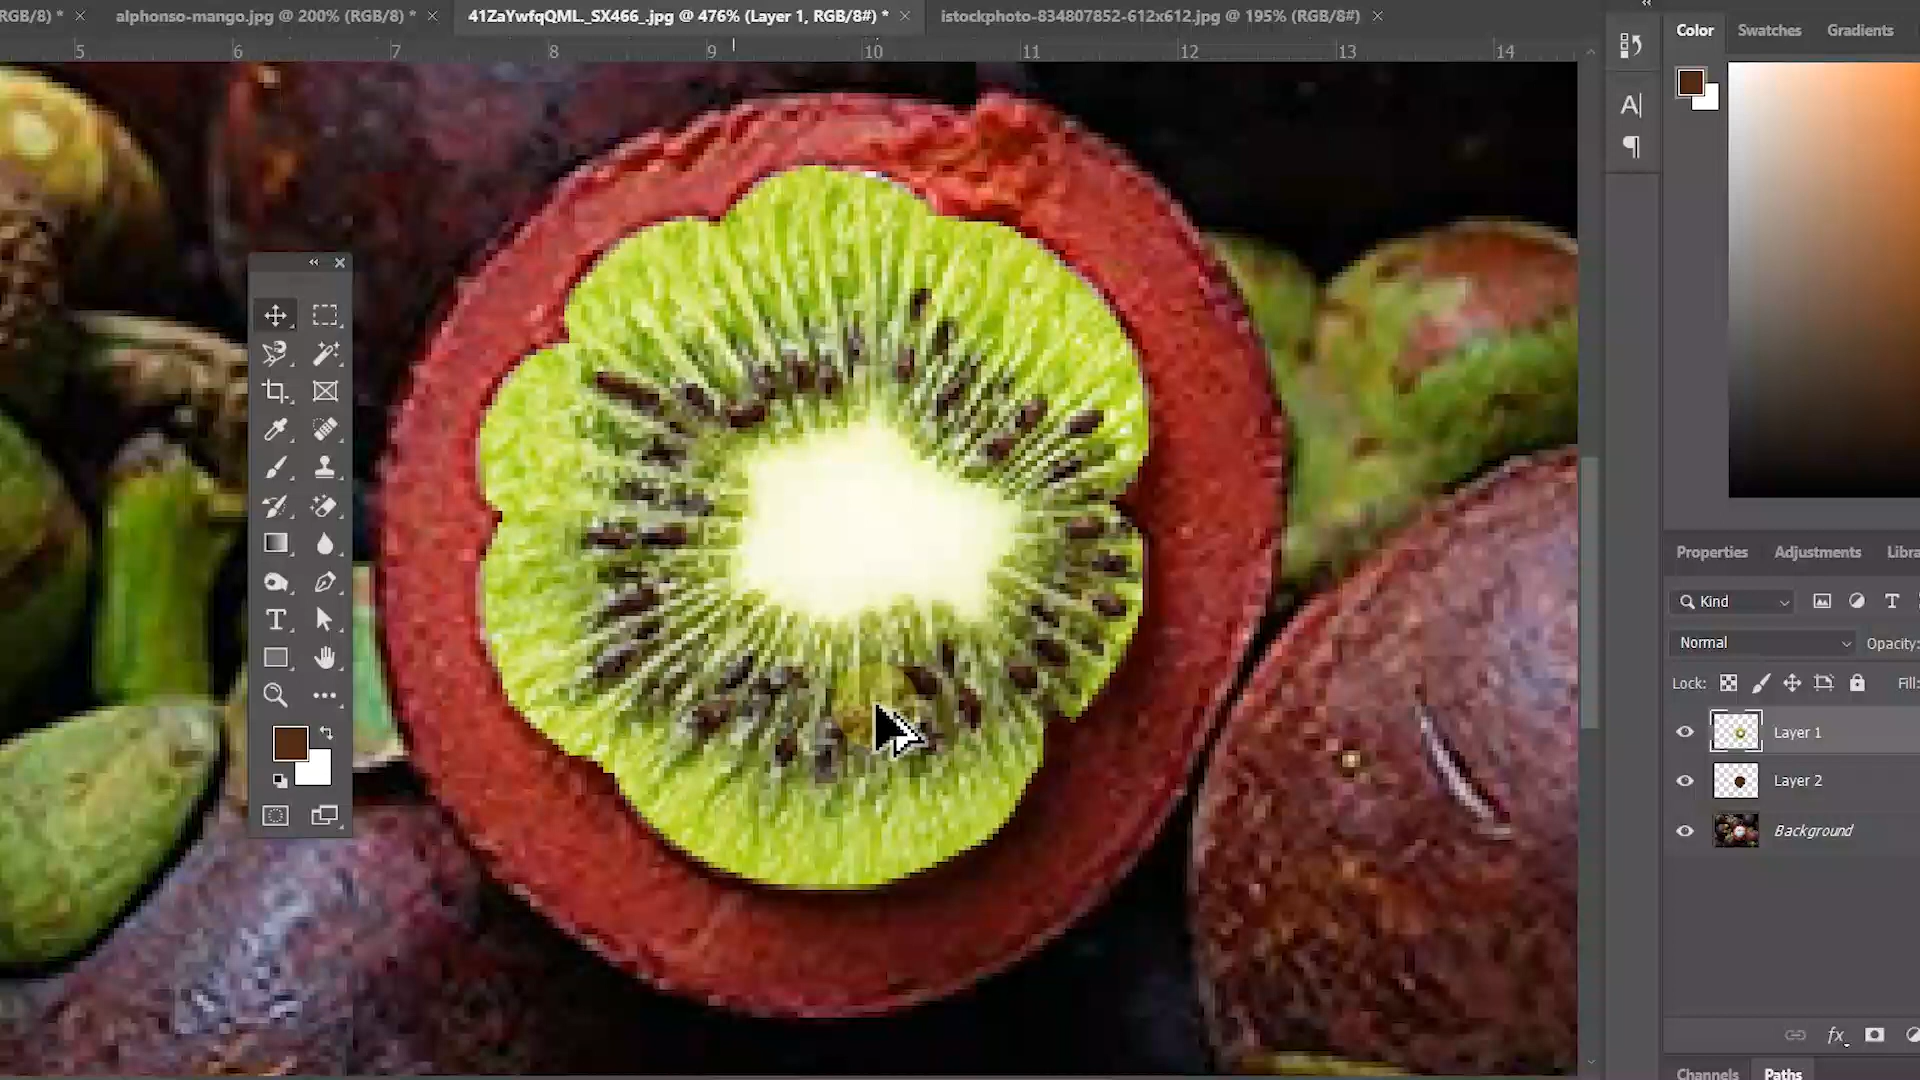 RGB/8) *
alphonso-mango.jpg @ 200% (RGB/8) *
41ZaYwfqQML._SX466_.jpg @ 476% (Layer 1, RGB/8#) *
istockphoto-834807852-612x612.jpg @ 195% (RGB/8#)
5 6 7 8 9 10 11 12 13 14
Color Swatches Gradients
Properties Adjustments Libra
Kind
Normal Opacity:
Lock: Fill:
Layer 1
Layer 2
Background
fx
Channels Paths